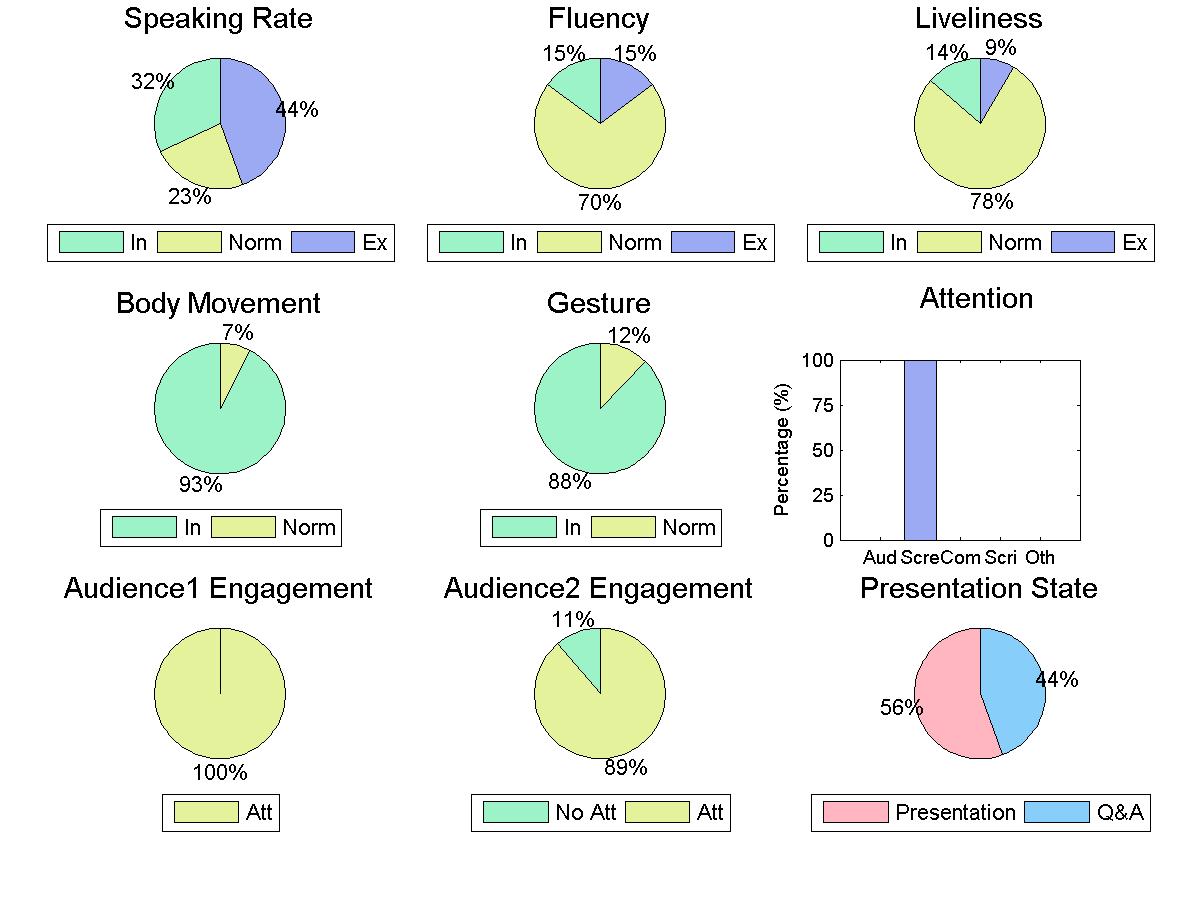 Speaking Rate
32%
44%
23%
In Norm Ex
Fluency
15%
15%
70%
In Norm Ex
Liveliness
14%
9%
78%
In Norm Ex
Body Movement
7%
93%
In Norm
Gesture
12%
88%
In Norm
Attention
Percentage (%)
100
75
50
25
0
Aud Scre Com Scri Oth
Audience1 Engagement
100%
Att
Audience2 Engagement
11%
89%
No Att Att
Presentation State
44%
56%
Presentation Q&A